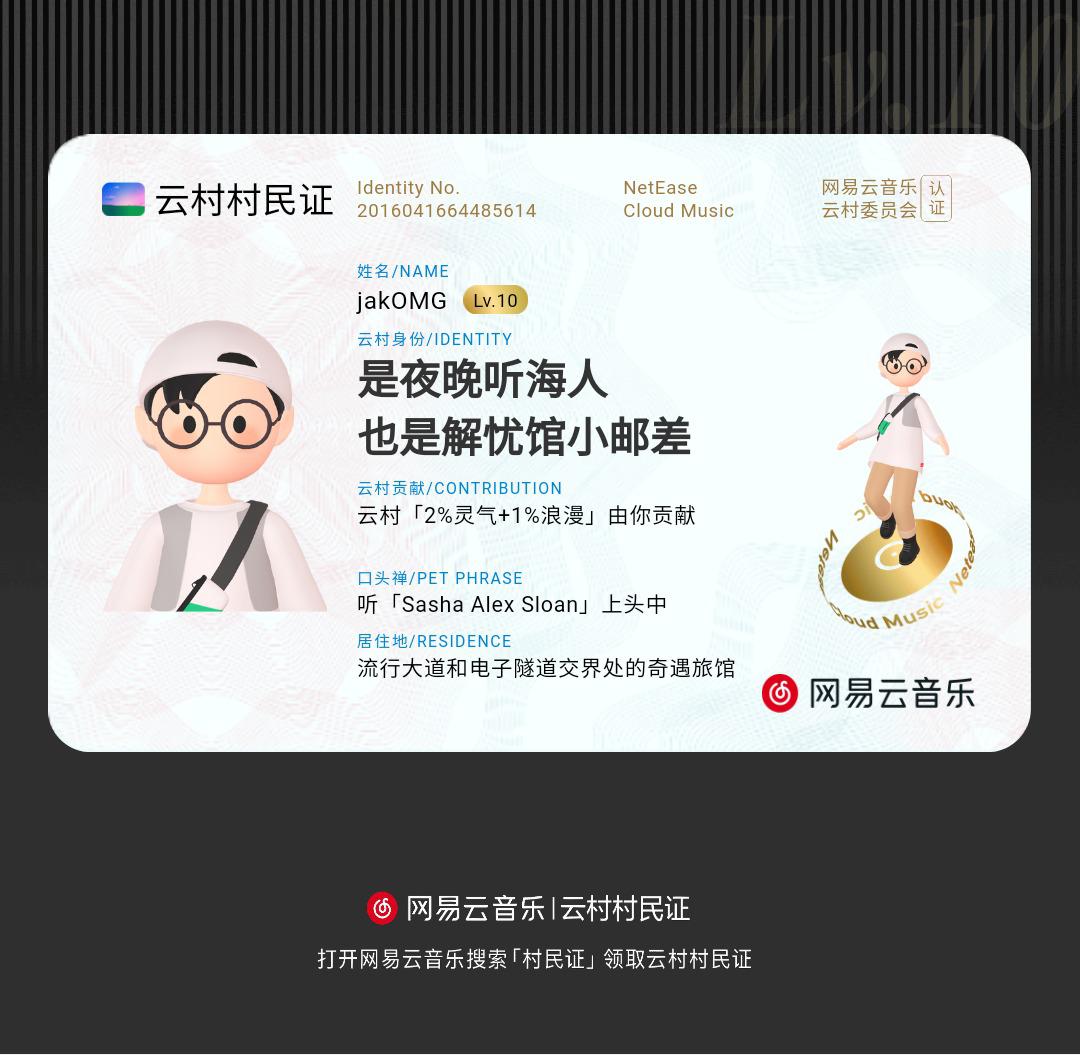 Lv.10
云村村民证
Identity No.
2016041664485614
NetEase
Cloud Music
网易云音乐
云村委员会
认证
姓名/NAME
jakOMG Lv.10
云村身份/IDENTITY
是夜晚听海人
也是解忧馆小邮差
云村贡献/CONTRIBUTION
云村「2%灵气+1%浪漫」由你贡献
口头禅/PET PHRASE
听「Sasha Alex Sloan」上头中
居住地/RESIDENCE
流行大道和电子隧道交界处的奇遇旅馆
Cloud Music
网易云音乐
网易云音乐|云村村民证
打开网易云音乐搜索「村民证」领取云村村民证